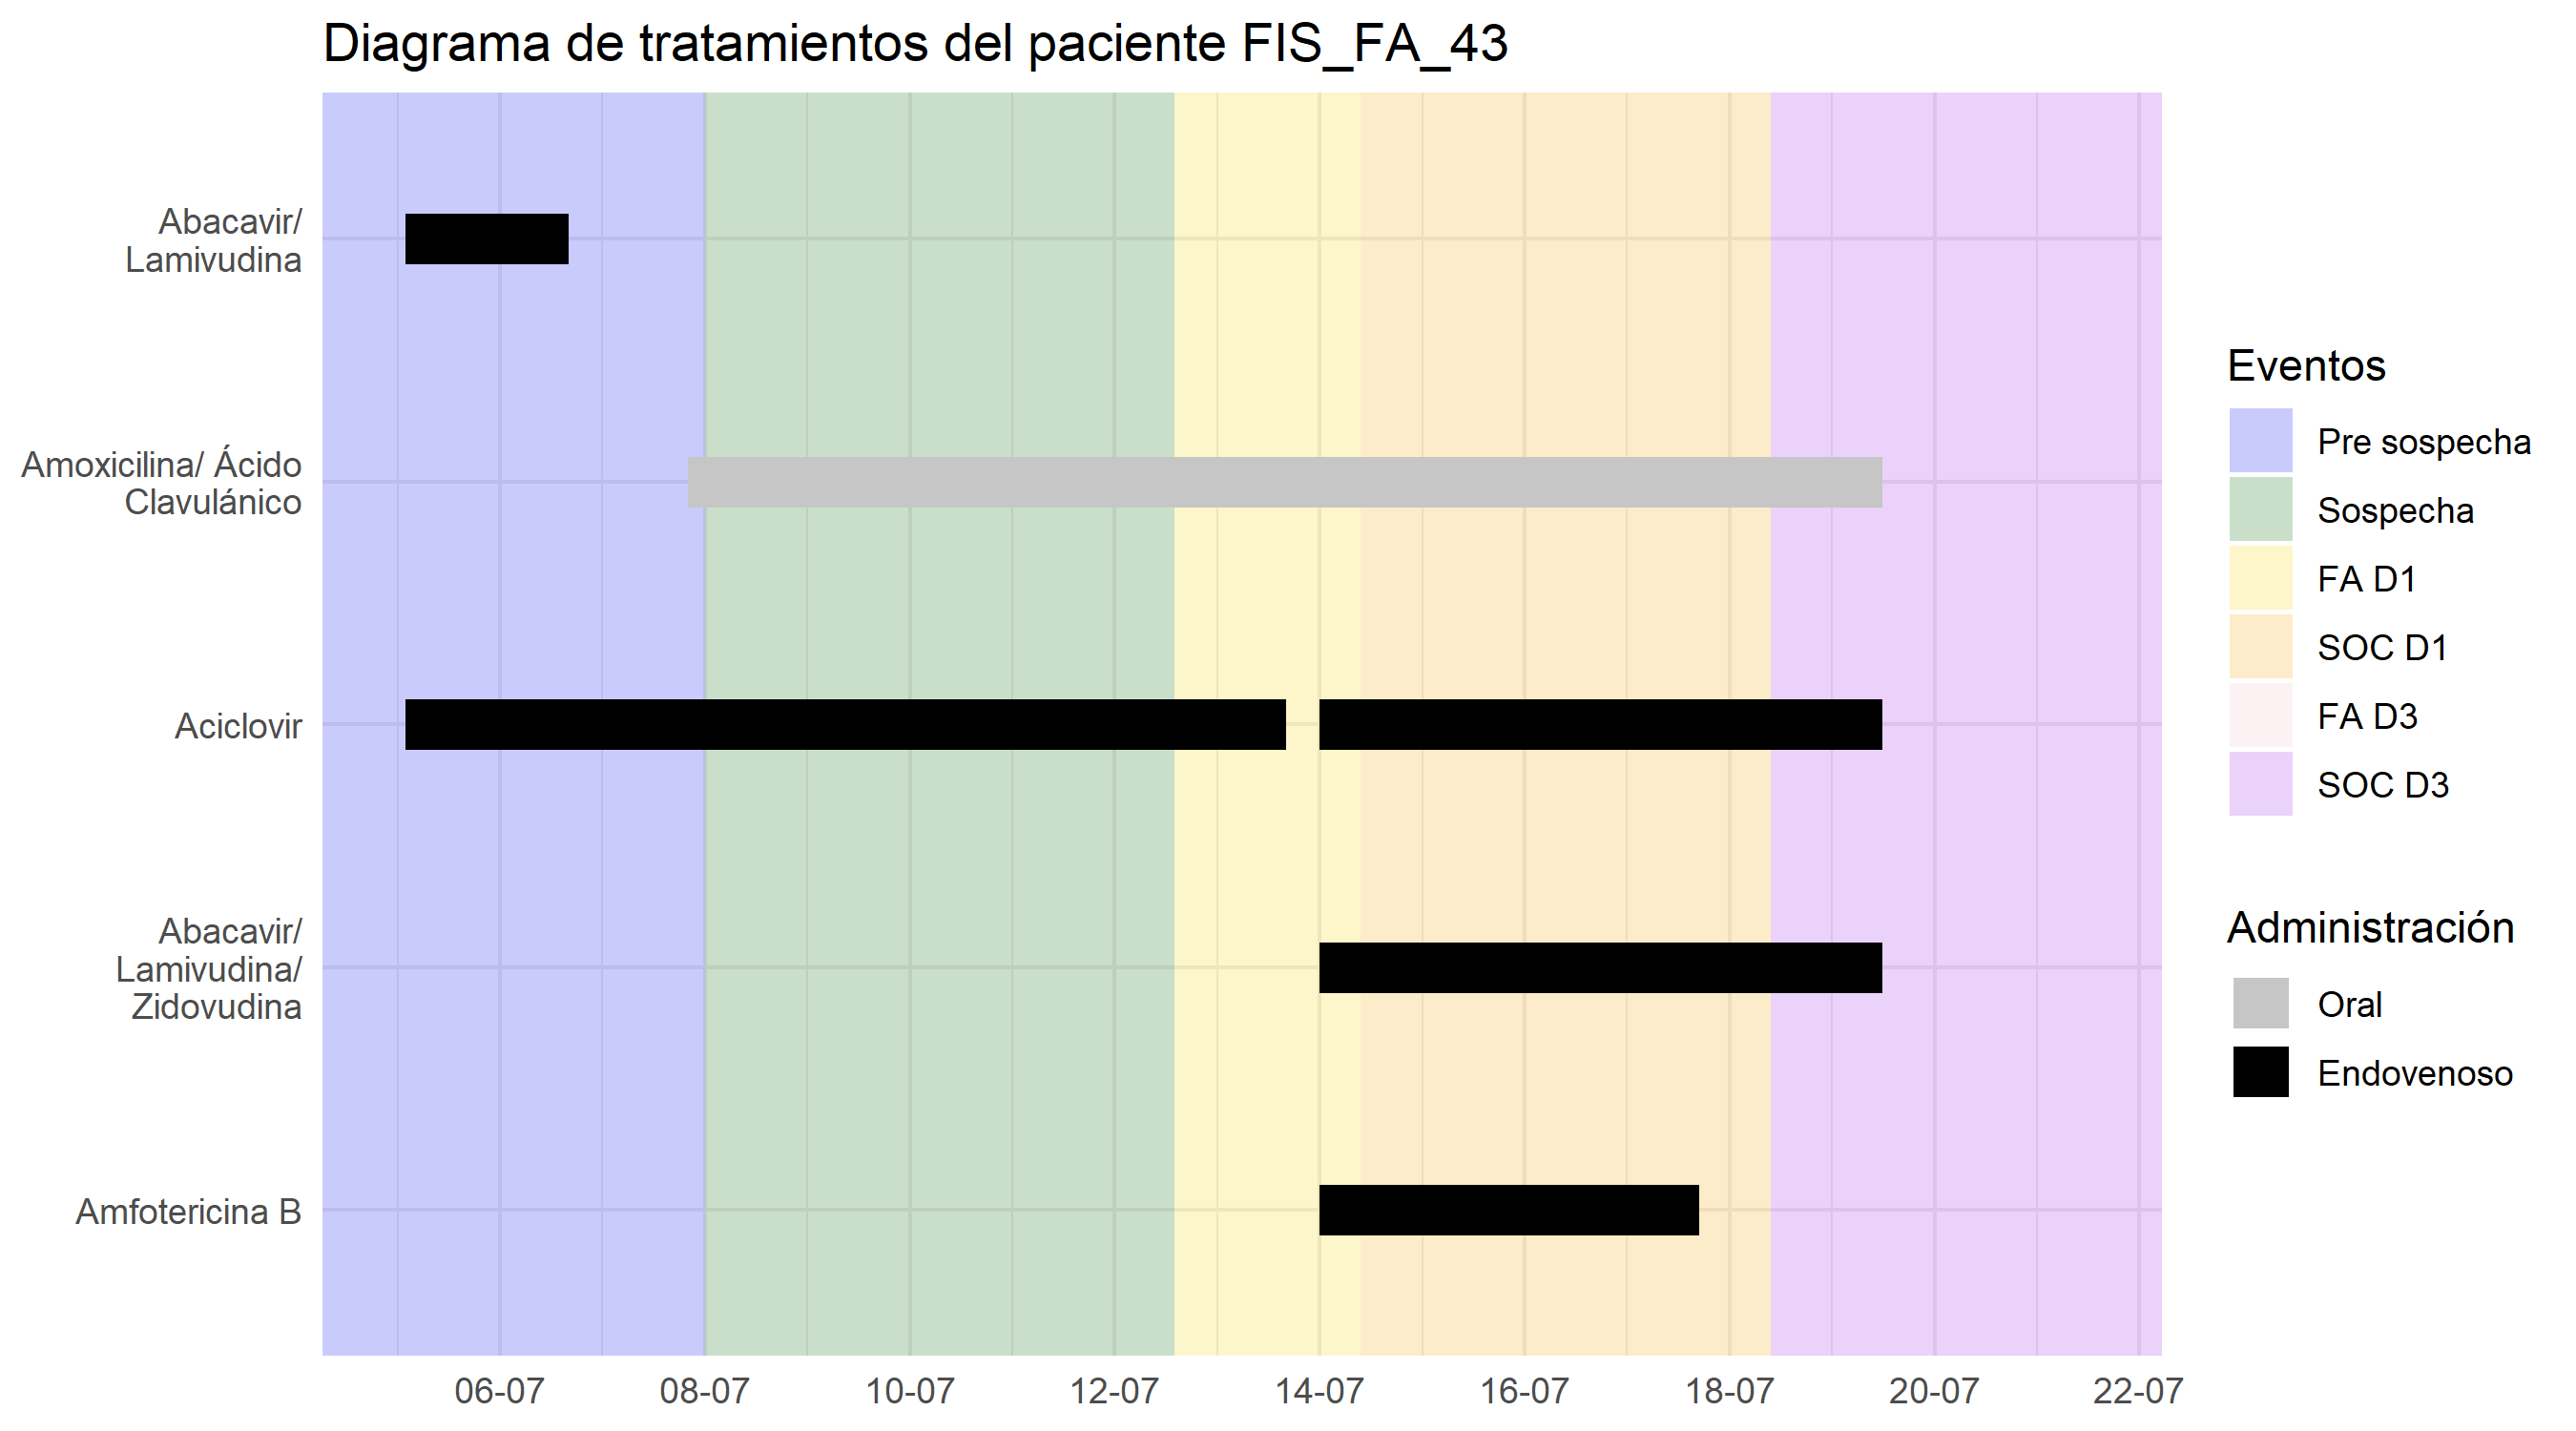 Diagrama de tratamientos del paciente FIS_FA_43
Abacavir/
Lamivudina
Amoxicilina/ Ácido
Clavulánico
Aciclovir
Abacavir/
Lamivudina/
Zidovudina
Amfotericina B
06-07
08-07
10-07
12-07
14-07
16-07
18-07
20-07
22-07
Eventos
Pre sospecha
Sospecha
FA D1
SOC D1
FA D3
SOC D3
Administración
Oral
Endovenoso